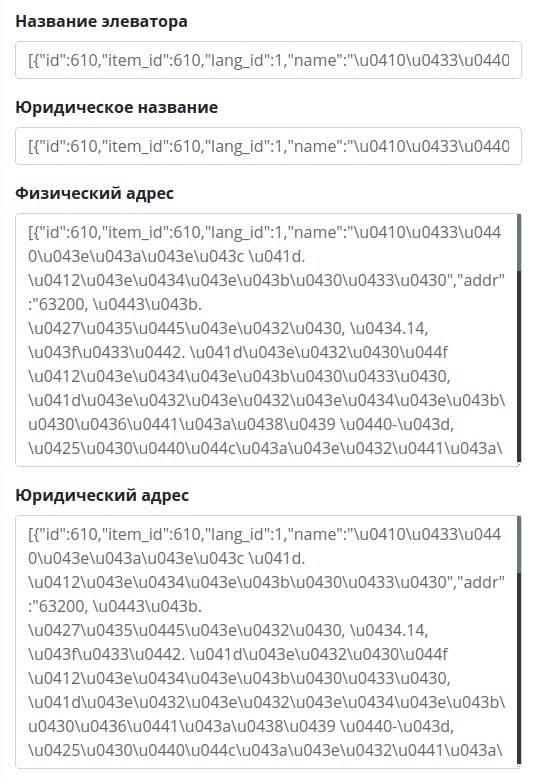 Название элеватора
[{"id":610,"item_id":610,"lang_id":1,"name":"\u0410\u0433\u0440
Юридическое название
[{"id":610,"item_id":610,"lang_id":1,"name":"\u0410\u0433\u0440
Физический адрес
[{"id":610,"item_id":610,"lang_id":1,"name":"\u0410\u0433\u044
0\u043e\u043a\u043e\u043c \u041d.
\u0412\u043e\u0434\u043e\u043b\u0430\u0433\u0430","addr"
:"63200, \u0443\u043b.
\u0427\u0435\u0445\u043e\u0432\u0430, \u0434.14,
\u043f\u0433\u0442. \u041d\u043e\u0432\u0430\u044f
\u0412\u043e\u0434\u043e\u043b\u0430\u0433\u0430,
\u041d\u043e\u0432\u043e\u0432\u043e\u0434\u043e\u043b\
u0430\u0436\u0441\u043a\u0438\u0439 \u0440-\u043d,
\u0425\u0430\u0440\u044c\u043a\u043e\u0432\u0441\u043a\
Юридический адрес
[{"id":610,"item_id":610,"lang_id":1,"name":"\u0410\u0433\u044
0\u043e\u043a\u043e\u043c \u041d.
\u0412\u043e\u0434\u043e\u043b\u0430\u0433\u0430","addr"
:"63200, \u0443\u043b.
\u0427\u0435\u0445\u043e\u0432\u0430, \u0434.14,
\u043f\u0433\u0442. \u041d\u043e\u0432\u0430\u044f
\u0412\u043e\u0434\u043e\u043b\u0430\u0433\u0430,
\u041d\u043e\u0432\u043e\u0432\u043e\u0434\u043e\u043b\
u0430\u0436\u0441\u043a\u0438\u0439 \u0440-\u043d,
\u0425\u0430\u0440\u044c\u043a\u043e\u0432\u0441\u043a\